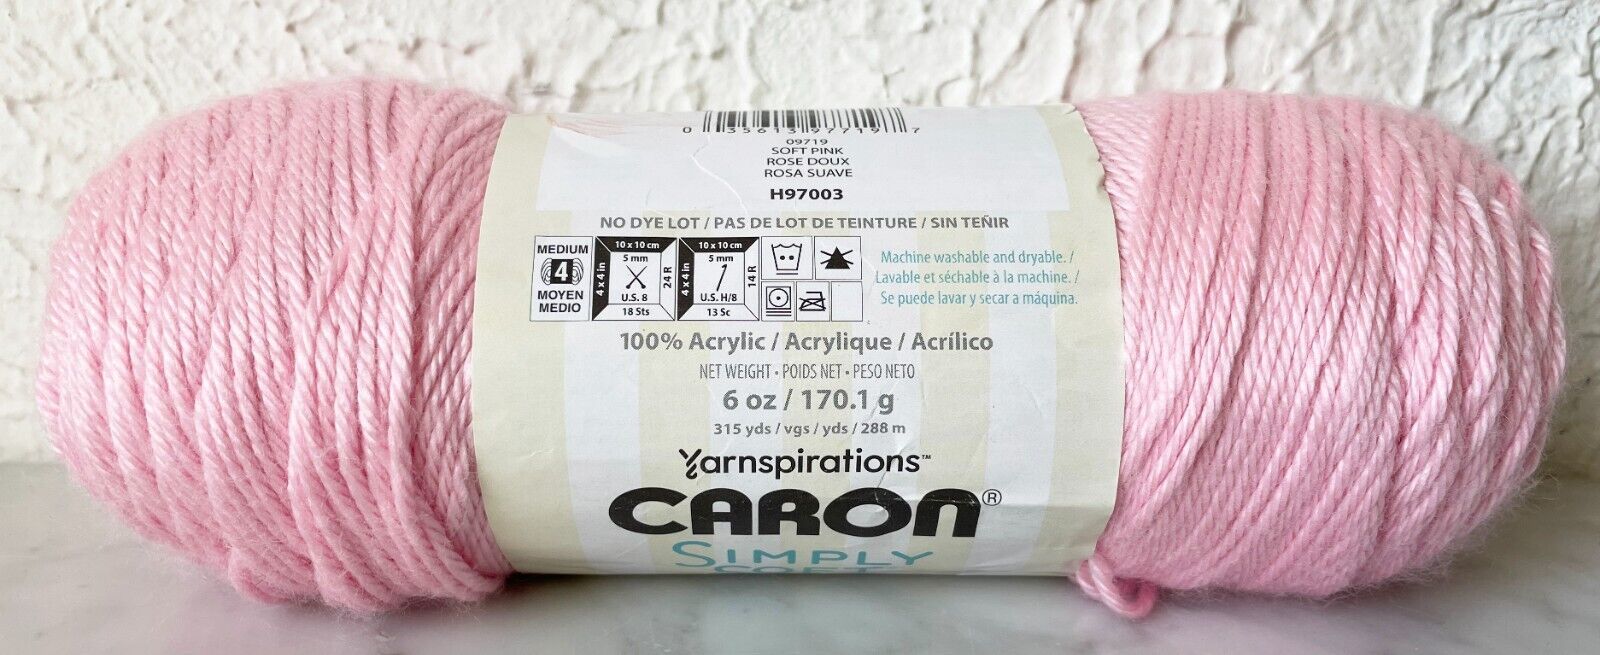 0 35613 97719 7
09719
SOFT PINK
ROSE DOUX
ROSA SUAVE
H97003
NO DYE LOT / PAS DE LOT DE TEINTURE / SIN TEÑIR
MEDIUM
4
MOYEN
MEDIO
10 x 10 cm
4 x 4 in
5 mm
24 R
U.S. 8
18 Sts
10 x 10 cm
4 x 4 in
5 mm
14 R
U.S. H/8
13 Sc
Machine washable and dryable. /
Lavable et séchable à la machine. /
Se puede lavar y secar a máquina.
100% Acrylic / Acrylique / Acrílico
NET WEIGHT • POIDS NET • PESO NETO
6 oz / 170.1 g
315 yds / vgs / yds / 288 m
Yarnspirations™
CARON®
SIMPLY
SOFT